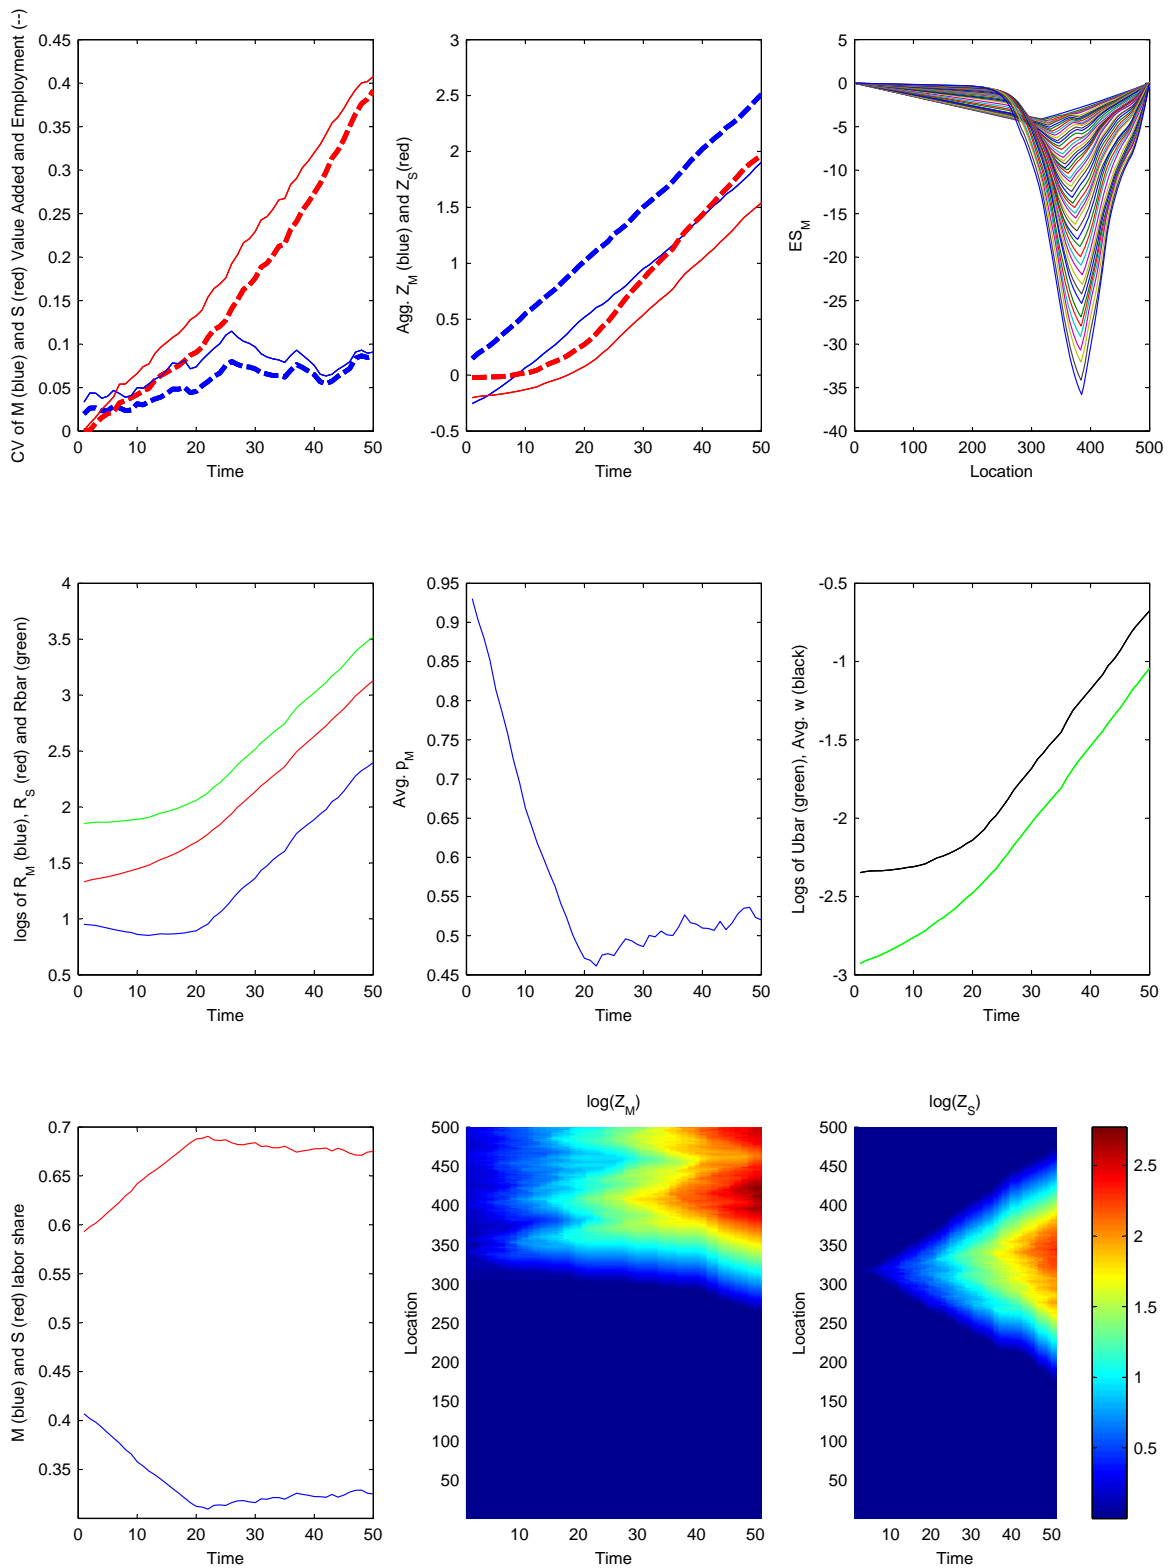 CV of M (blue) and S (red) Value Added and Employment (--)
0.45
0.4
0.35
0.3
0.25
0.2
0.15
0.1
0.05
0
0 10 20 30 40 50
Time
Agg. Z_M (blue) and Z_S(red)
3
2.5
2
1.5
1
0.5
0
-0.5
0 10 20 30 40 50
Time
ES_M
5
0
-5
-10
-15
-20
-25
-30
-35
-40
0 100 200 300 400 500
Location
logs of R_M (blue), R_S (red) and Rbar (green)
4
3.5
3
2.5
2
1.5
1
0.5
0 10 20 30 40 50
Time
Avg. p_M
0.95
0.9
0.85
0.8
0.75
0.7
0.65
0.6
0.55
0.5
0.45
0 10 20 30 40 50
Time
Logs of Ubar (green), Avg. w (black)
-0.5
-1
-1.5
-2
-2.5
-3
0 10 20 30 40 50
Time
M (blue) and S (red) labor share
0.7
0.65
0.6
0.55
0.5
0.45
0.4
0.35
0 10 20 30 40 50
Time
log(Z_M)
Location
500
450
400
350
300
250
200
150
100
50
10 20 30 40 50
Time
log(Z_S)
Location
500
450
400
350
300
250
200
150
100
50
10 20 30 40 50
Time
2.5
2
1.5
1
0.5